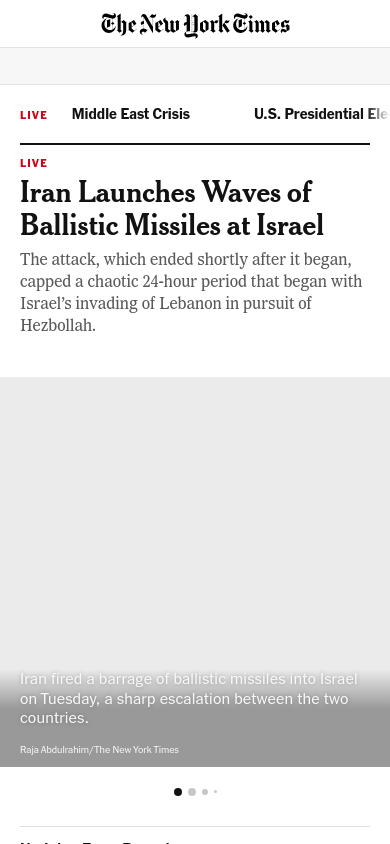 The New York Times
LIVE Middle East Crisis U.S. Presidential Ele
LIVE
Iran Launches Waves of
Ballistic Missiles at Israel
The attack, which ended shortly after it began,
capped a chaotic 24-hour period that began with
Israel’s invading of Lebanon in pursuit of
Hezbollah.
Iran fired a barrage of ballistic missiles into Israel
on Tuesday, a sharp escalation between the two
countries.
Raja Abdulrahim/The New York Times